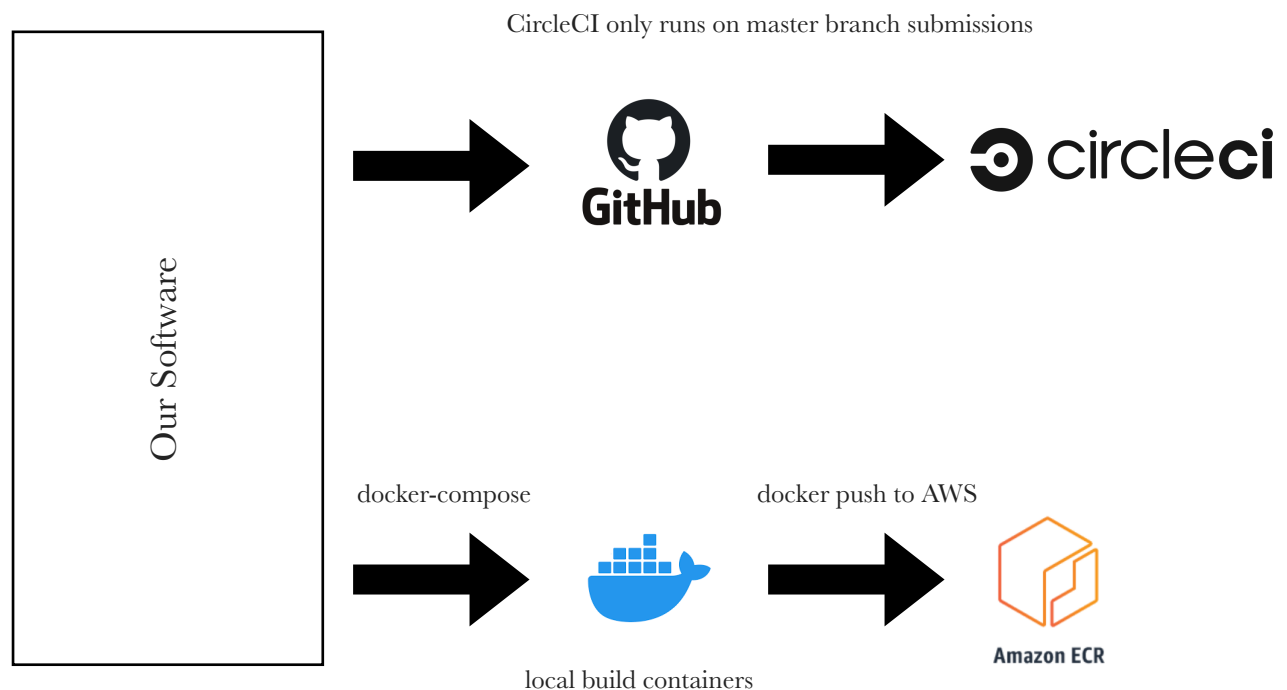 CircleCI only runs on master branch submissions
GitHub
circleci
Our Software
docker-compose
docker push to AWS
Amazon ECR
local build containers